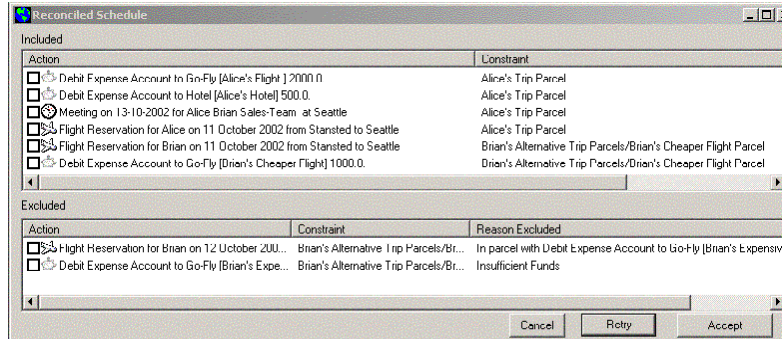 Reconciled Schedule
Included
Action Constraint
Debit Expense Account to Go-Fly [Alice's Flight ] 2000.0. Alice's Trip Parcel
Debit Expense Account to Hotel [Alice's Hotel] 500.0. Alice's Trip Parcel
Meeting on 13-10-2002 for Alice Brian Sales-Team at Seattle Alice's Trip Parcel
Flight Reservation for Alice on 11 October 2002 from Stansted to Seattle Alice's Trip Parcel
Flight Reservation for Brian on 11 October 2002 from Stansted to Seattle Brian's Alternative Trip Parcels/Brian's Cheaper Flight Parcel
Debit Expense Account to Go-Fly [Brian's Cheaper Flight] 1000.0. Brian's Alternative Trip Parcels/Brian's Cheaper Flight Parcel
Excluded
Action Constraint Reason Excluded
Flight Reservation for Brian on 12 October 200... Brian's Alternative Trip Parcels/Br... In parcel with Debit Expense Account to Go-Fly [Brian's Expensiv
Debit Expense Account to Go-Fly [Brian's Expe... Brian's Alternative Trip Parcels/Br... Insufficient Funds
Cancel Retry Accept